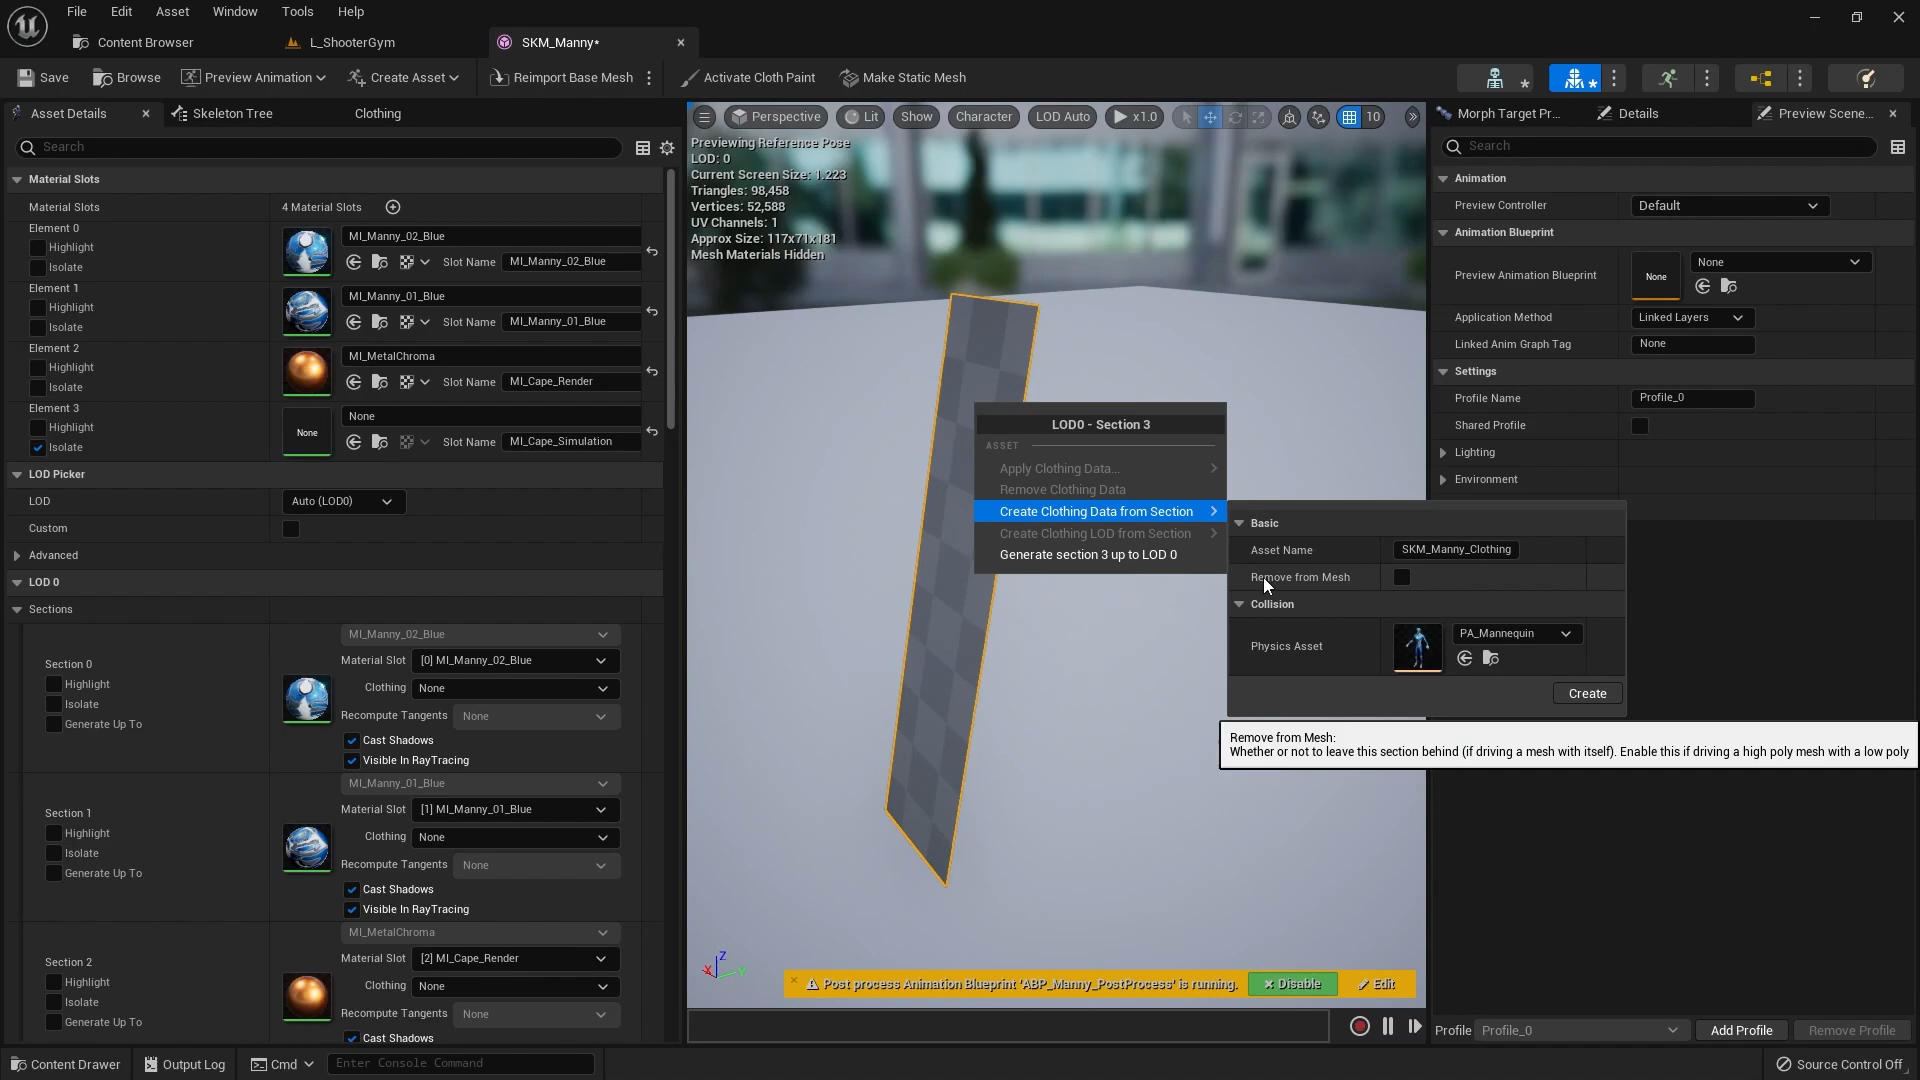 File Edit Asset Window Tools Help
Content Browser L_ShooterGym SKM_Manny*
Save Browse Preview Animation Create Asset Reimport Base Mesh Activate Cloth Paint Make Static Mesh
Asset Details Skeleton Tree Clothing
Search
Material Slots
Material Slots 4 Material Slots
Element 0
Highlight
Isolate
MI_Manny_02_Blue
Slot Name MI_Manny_02_Blue
Element 1
Highlight
Isolate
MI_Manny_01_Blue
Slot Name MI_Manny_01_Blue
Element 2
Highlight
Isolate
MI_MetalChroma
Slot Name MI_Cape_Render
Element 3
Highlight
Isolate
None
None
Slot Name MI_Cape_Simulation
LOD Picker
LOD Auto (LOD0)
Custom
Advanced
LOD 0
Sections
Section 0
Highlight
Isolate
Generate Up To
MI_Manny_02_Blue
Material Slot [0] MI_Manny_02_Blue
Clothing None
Recompute Tangents None
Cast Shadows
Visible In RayTracing
Section 1
Highlight
Isolate
Generate Up To
MI_Manny_01_Blue
Material Slot [1] MI_Manny_01_Blue
Clothing None
Recompute Tangents None
Cast Shadows
Visible In RayTracing
Section 2
Highlight
Isolate
Generate Up To
MI_MetalChroma
Material Slot [2] MI_Cape_Render
Clothing None
Recompute Tangents None
Cast Shadows
Perspective Lit Show Character LOD Auto x1.0 10
Previewing Reference Pose
LOD: 0
Current Screen Size: 1.223
Triangles: 98,458
Vertices: 52,588
UV Channels: 1
Approx Size: 117x71x181
Mesh Materials Hidden
LOD0 - Section 3
ASSET
Apply Clothing Data...
Remove Clothing Data
Create Clothing Data from Section
Create Clothing LOD from Section
Generate section 3 up to LOD 0
Basic
Asset Name SKM_Manny_Clothing
Remove from Mesh
Collision
Physics Asset PA_Mannequin
Create
Remove from Mesh:
Whether or not to leave this section behind (if driving a mesh with itself). Enable this if driving a high poly mesh with a low poly
Z
X Y
Post process Animation Blueprint 'ABP_Manny_PostProcess' is running. Disable Edit
Morph Target Pr... Details Preview Scene...
Search
Animation
Preview Controller Default
Animation Blueprint
Preview Animation Blueprint None None
Application Method Linked Layers
Linked Anim Graph Tag None
Settings
Profile Name Profile_0
Shared Profile
Lighting
Environment
Profile Profile_0 Add Profile Remove Profile
Content Drawer Output Log Cmd Enter Console Command Source Control Off